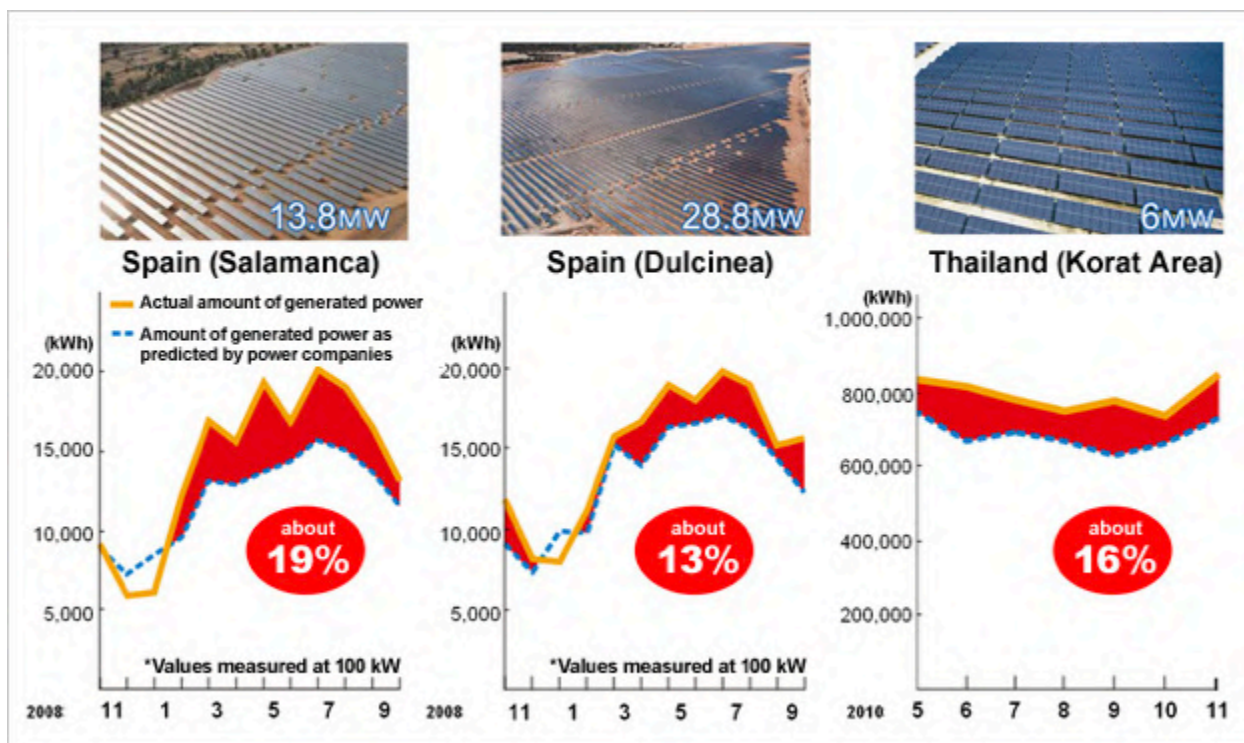 13.8MW
28.8MW
6MW
Spain (Salamanca)
Spain (Dulcinea)
Thailand (Korat Area)
Actual amount of generated power
Amount of generated power as
predicted by power companies
(kWh)
20,000
15,000
10,000
5,000
about
19%
*Values measured at 100 kW
2008 11 1 3 5 7 9
(kWh)
20,000
15,000
10,000
5,000
about
13%
*Values measured at 100 kW
2008 11 1 3 5 7 9
(kWh)
1,000,000
800,000
600,000
400,000
200,000
about
16%
2010 5 6 7 8 9 10 11